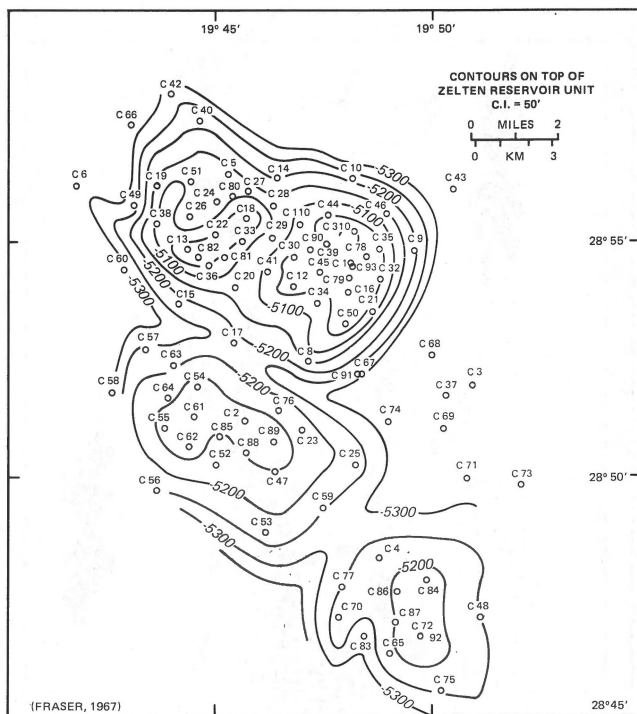 19° 45'
19° 50'
CONTOURS ON TOP OF
ZELTEN RESERVOIR UNIT
C.I. = 50'
0 MILES 2
0 KM 3
C 42
C 40
C 66
C 6
C 51
C 5
C 27
C 14
C 10
-5300
C 43
C 19
C 24
C 80
C 28
-5200
C 49
C 26
C 18
C 110
C 44
-5100
C 46
C 38
C 22
C 33
C 29
C 310
C 9
28° 55'
C 13
C 82
C 30
C 90
C 78
C 35
C 60
-5100
C 36
C 81
C 41
C 39
C 45
C 10
C 93
C 32
-5200
C 20
C 12
C 79
-5300
C 15
C 34
C 16
-5100
C 50
C 21
C 57
C 17
-5200
C 8
C 68
C 63
C 67
C 91
C 58
C 64
C 54
-5200
C 3
C 37
C 55
C 61
C 2
C 76
C 74
C 69
C 85
C 89
C 23
C 62
C 88
C 52
C 25
C 71
C 73
28° 50'
C 56
C 47
-5200
C 59
-5300
C 53
-5300
C 4
C 77
-5200
C 86
C 84
C 70
C 87
C 48
C 72
92
C 83
C 65
C 75
-5300
(FRASER, 1967)
28° 45'